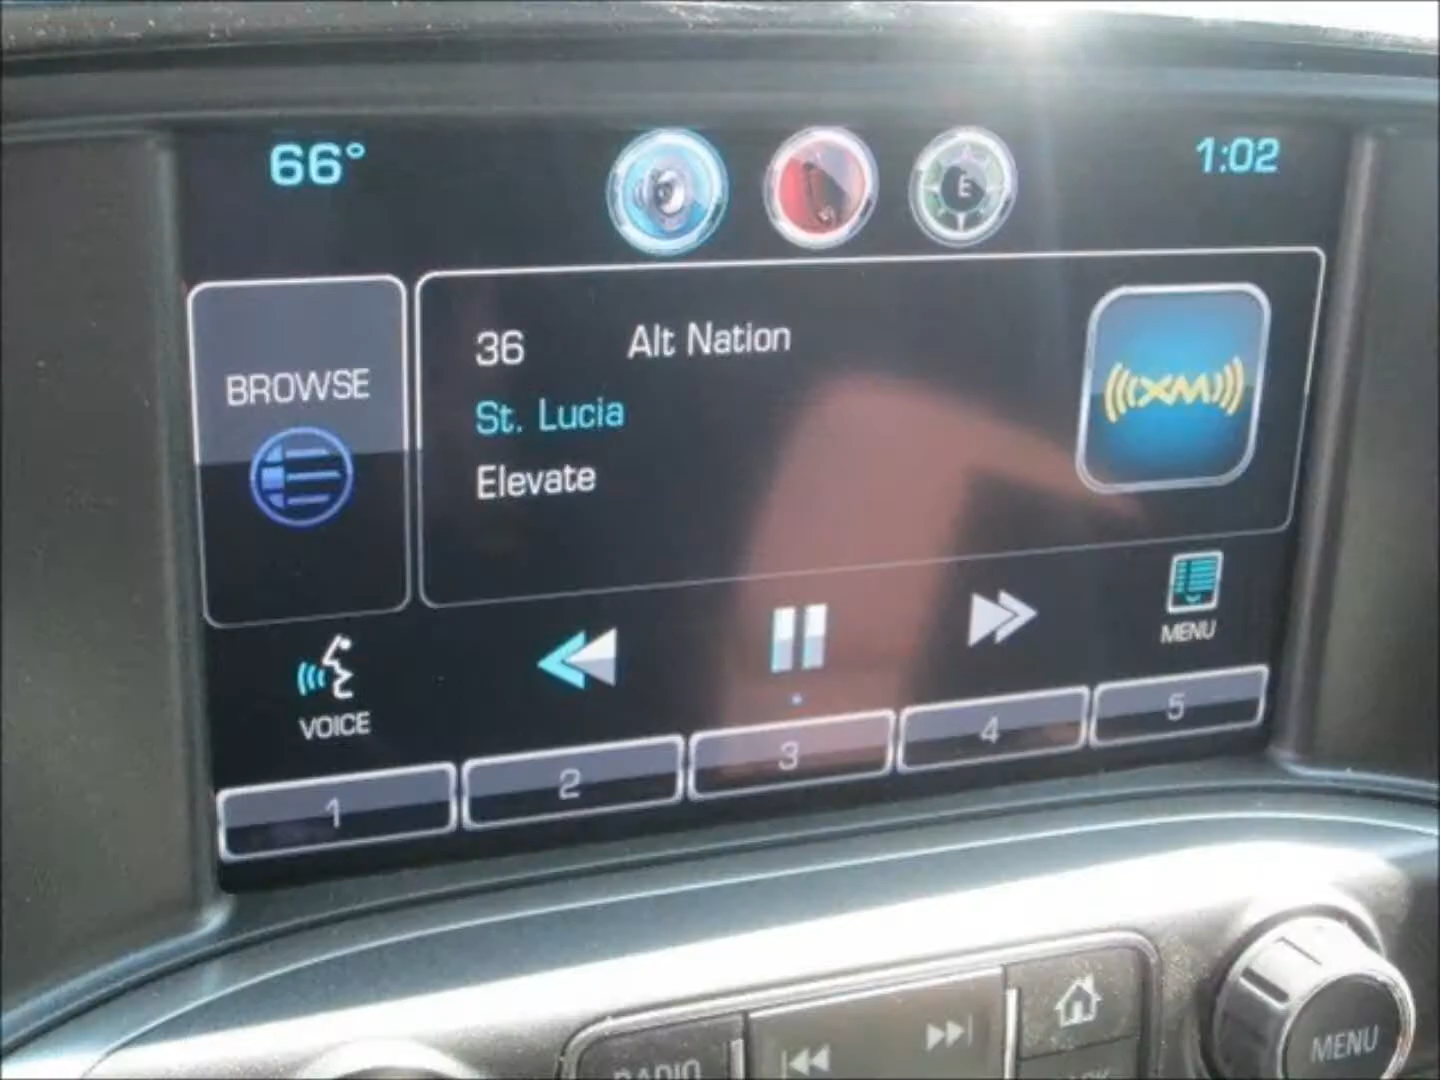 66°
E
1:02
BROWSE
36 Alt Nation
St. Lucia
Elevate
((XM))
VOICE
MENU
1
2
3
4
5
RADIO
MENU